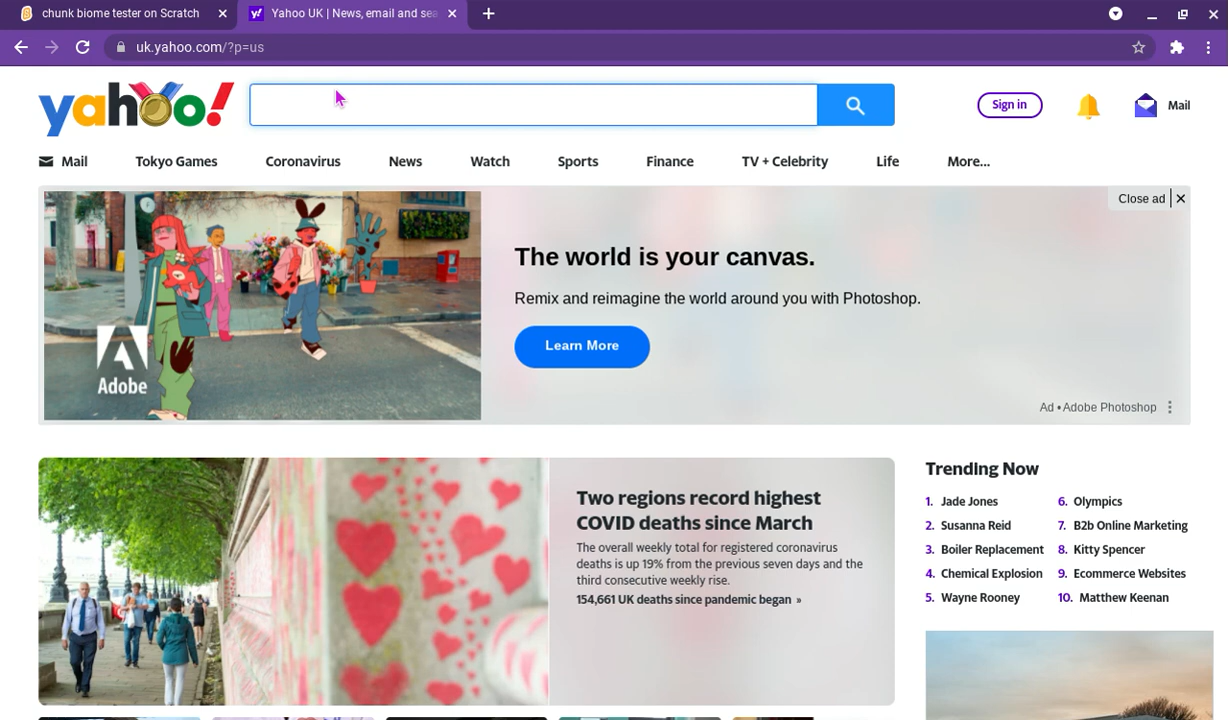 chunk biome tester on Scratch
Yahoo UK | News, email and sea
uk.yahoo.com/?p=us
yahoo!
Sign in
Mail
Mail Tokyo Games Coronavirus News Watch Sports Finance TV + Celebrity Life More...
Close ad
The world is your canvas.
Remix and reimagine the world around you with Photoshop.
Learn More
Adobe
Ad • Adobe Photoshop
Two regions record highest
COVID deaths since March
The overall weekly total for registered coronavirus
deaths is up 19% from the previous seven days and the
third consecutive weekly rise.
154,661 UK deaths since pandemic began »
Trending Now
1. Jade Jones
2. Susanna Reid
3. Boiler Replacement
4. Chemical Explosion
5. Wayne Rooney
6. Olympics
7. B2b Online Marketing
8. Kitty Spencer
9. Ecommerce Websites
10. Matthew Keenan